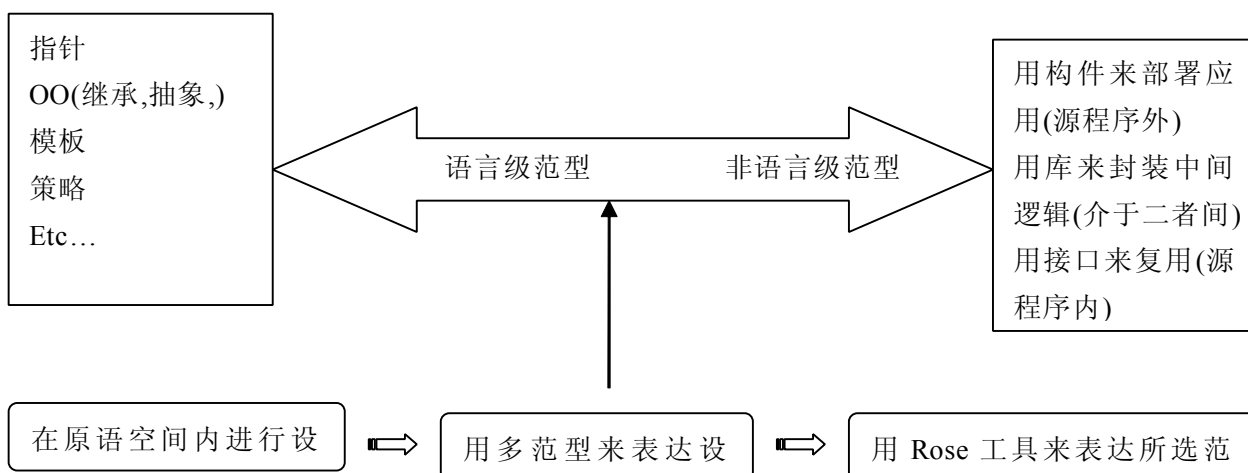 指针
OO(继承,抽象,)
模板
策略
Etc…
语言级范型
非语言级范型
用构件来部署应
用(源程序外)
用库来封装中间
逻辑(介于二者间)
用接口来复用(源
程序内)
在原语空间内进行设
用多范型来表达设
用 Rose 工具来表达所选范